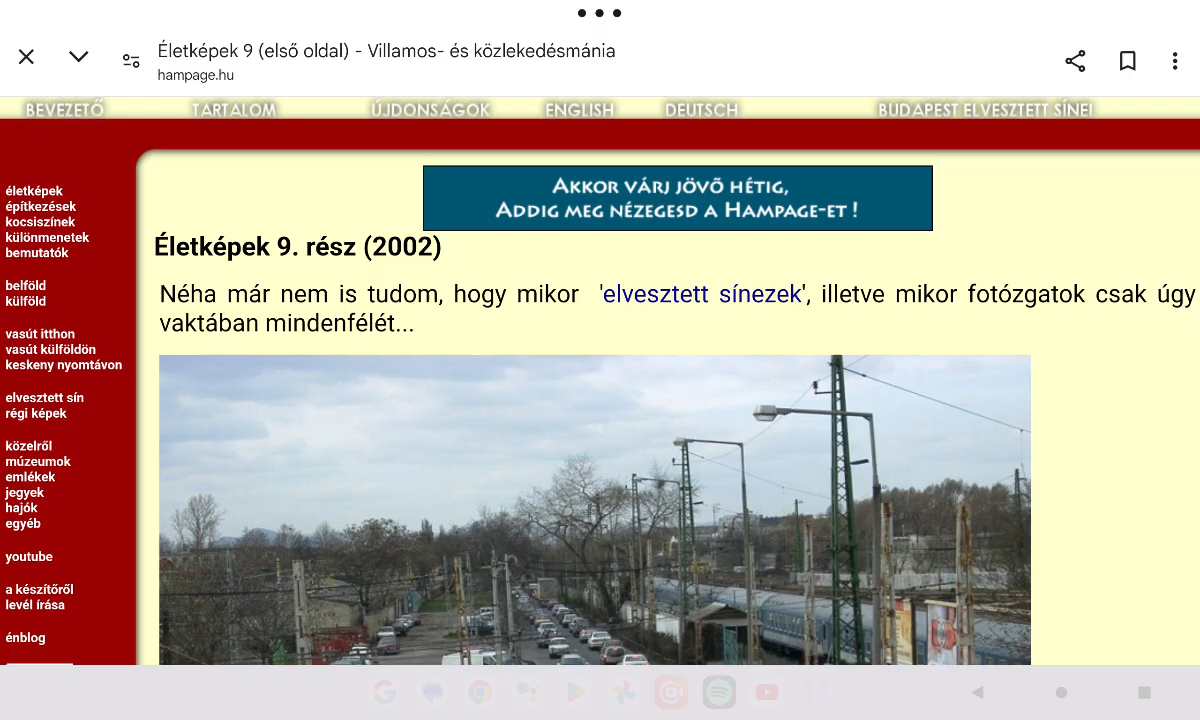 Életképek 9 (első oldal) - Villamos- és közlekedésmánia
hampage.hu
BEVEZETŐ TARTALOM ÚJDONSÁGOK ENGLISH DEUTSCH BUDAPEST ELVESZTETT SÍNEI
életképek
építkezések
kocsiszínek
különmenetek
bemutatók
belföld
külföld
vasút itthon
vasút külföldön
keskeny nyomtávon
elvesztett sín
régi képek
közelről
múzeumok
emlékek
jegyek
hajók
egyéb
youtube
a készítőről
levél írása
énblog
AKKOR VÁRJ JÖVŐ HÉTIG,
ADDIG MEG NÉZEGESD A HAMPAGE-ET !
Életképek 9. rész (2002)
Néha már nem is tudom, hogy mikor 'elvesztett sínezek', illetve mikor fotózgatok csak úgy
vaktában mindenfélét...